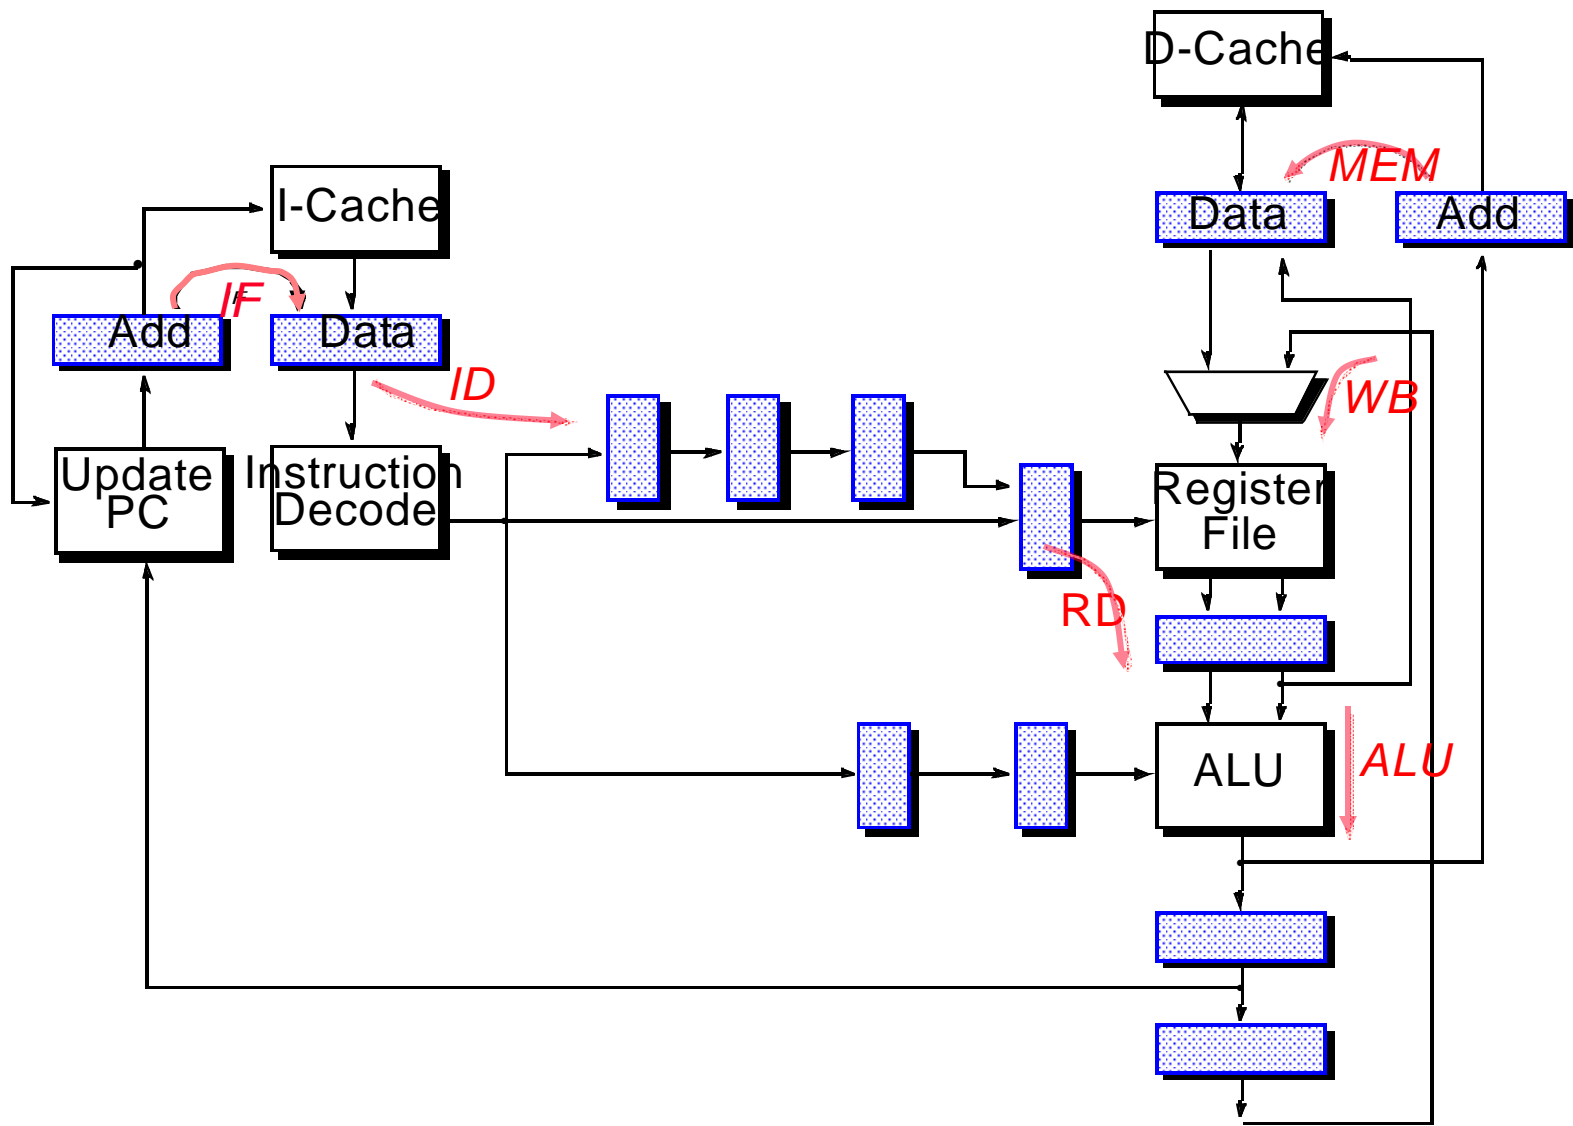 D-Cache
MEM
I-Cache
Data
Add
IF
Add
Data
ID
WB
Update
PC
Instruction
Decode
Register
File
RD
ALU
ALU